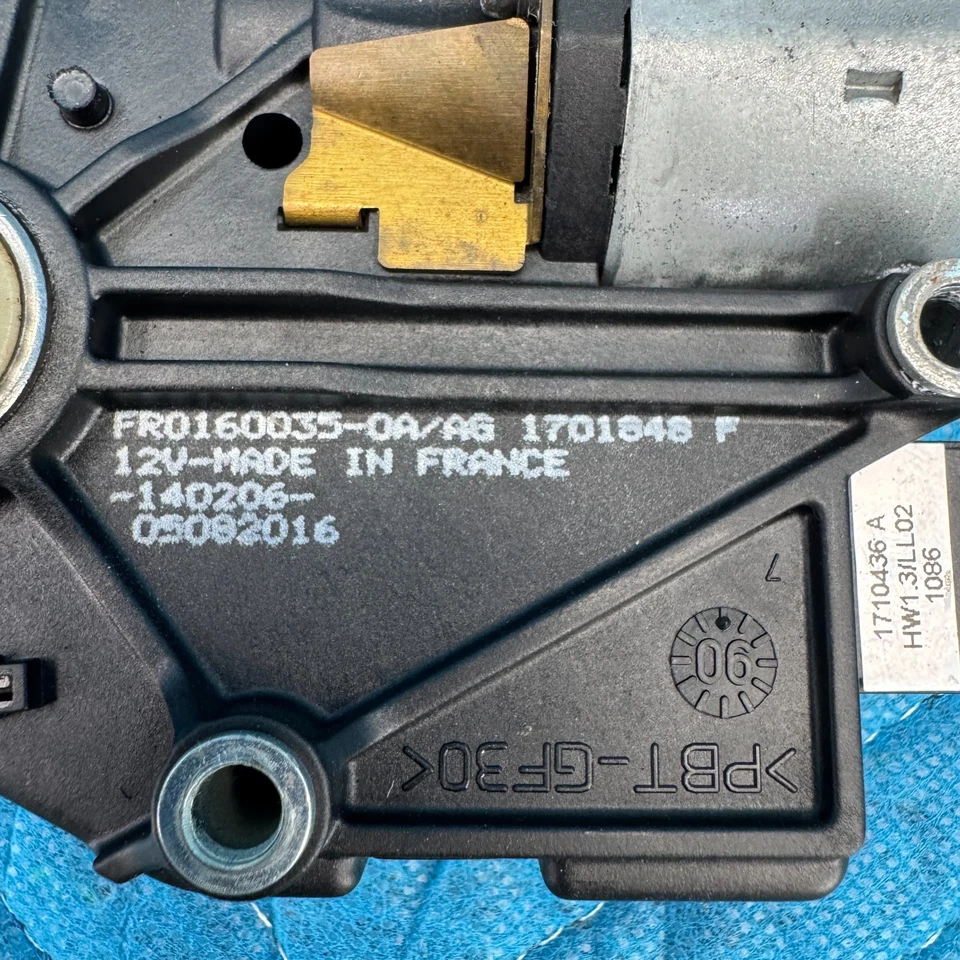 FR0160035-0A/AG 1701848 F
12V-MADE IN FRANCE
-140206-
05082016
1710436 A
HW1.3/LL02
1086
7
06
>PBT-GF30<